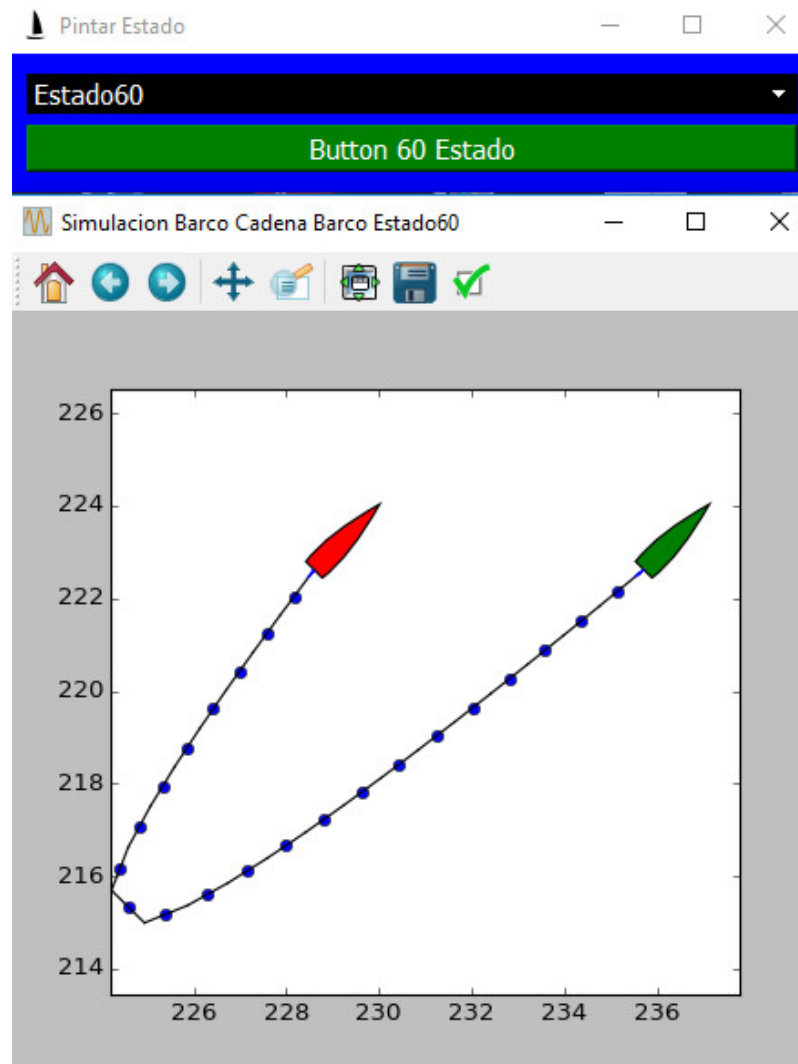 Pintar Estado
Estado60
Button 60 Estado
Simulacion Barco Cadena Barco Estado60
226
224
222
220
218
216
214
226 228 230 232 234 236